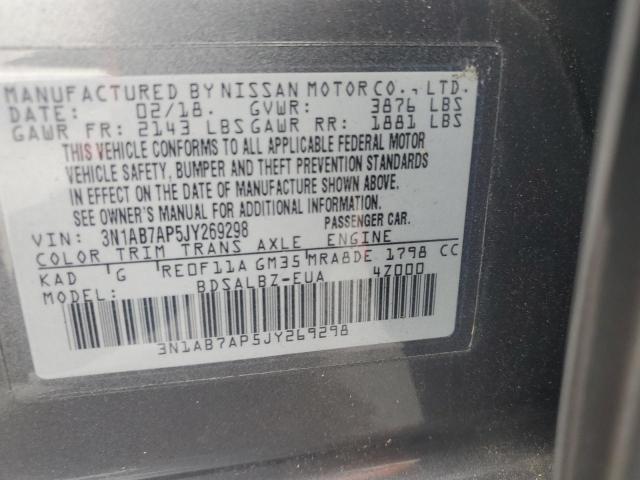 MANUFACTURED BY NISSAN MOTOR CO., LTD.
DATE: 02/18. GVWR: 3876 LBS
GAWR FR: 2143 LBS GAWR RR: 1881 LBS
THIS VEHICLE CONFORMS TO ALL APPLICABLE FEDERAL MOTOR
VEHICLE SAFETY, BUMPER AND THEFT PREVENTION STANDARDS
IN EFFECT ON THE DATE OF MANUFACTURE SHOWN ABOVE.
SEE OWNER'S MANUAL FOR ADDITIONAL INFORMATION.
VIN: 3N1AB7AP5JY269298 PASSENGER CAR.
COLOR TRIM TRANS AXLE ENGINE
KAD G RE0F11A GM35 MRA8DE 1798 CC
MODEL: BDSALBZ-EUA 4Z000
3N1AB7AP5JY269298